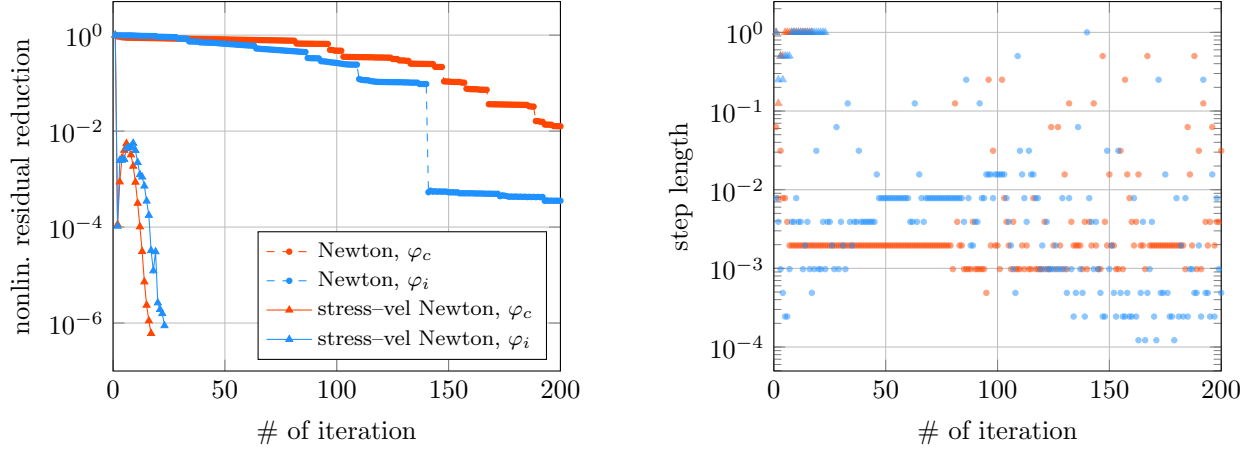 nonlin. residual reduction
10^0
10^{-2}
10^{-4}
10^{-6}
Newton, φ_c
Newton, φ_i
stress–vel Newton, φ_c
stress–vel Newton, φ_i
0 50 100 150 200
# of iteration
step length
10^0
10^{-1}
10^{-2}
10^{-3}
10^{-4}
0 50 100 150 200
# of iteration